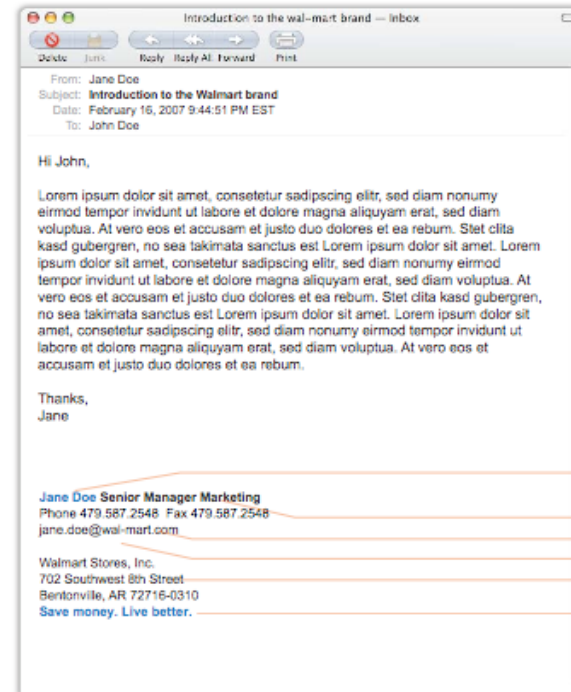 Introduction to the wal-mart brand — Inbox
Delete Junk Reply Reply All Forward Print
From: Jane Doe
Subject: Introduction to the Walmart brand
Date: February 16, 2007 9:44:51 PM EST
To: John Doe
Hi John,
Lorem ipsum dolor sit amet, consetetur sadipscing elitr, sed diam nonumy
eirmod tempor invidunt ut labore et dolore magna aliquyam erat, sed diam
voluptua. At vero eos et accusam et justo duo dolores et ea rebum. Stet clita
kasd gubergren, no sea takimata sanctus est Lorem ipsum dolor sit amet. Lorem
ipsum dolor sit amet, consetetur sadipscing elitr, sed diam nonumy eirmod
tempor invidunt ut labore et dolore magna aliquyam erat, sed diam voluptua. At
vero eos et accusam et justo duo dolores et ea rebum. Stet clita kasd gubergren,
no sea takimata sanctus est Lorem ipsum dolor sit amet. Lorem ipsum dolor sit
amet, consetetur sadipscing elitr, sed diam nonumy eirmod tempor invidunt ut
labore et dolore magna aliquyam erat, sed diam voluptua. At vero eos et
accusam et justo duo dolores et ea rebum.
Thanks,
Jane
Jane Doe Senior Manager Marketing
Phone 479.587.2548 Fax 479.587.2548
jane.doe@wal-mart.com
Walmart Stores, Inc.
702 Southwest 8th Street
Bentonville, AR 72716-0310
Save money. Live better.